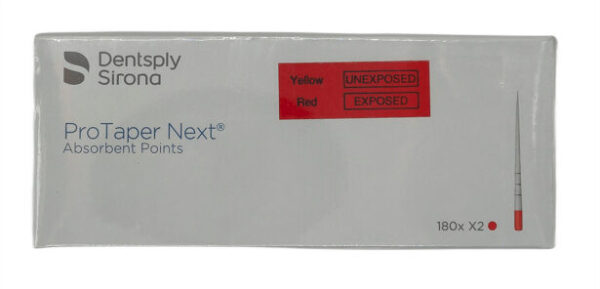 Dentsply
Sirona
Yellow UNEXPOSED
Red EXPOSED
ProTaper Next®
Absorbent Points
180x X2